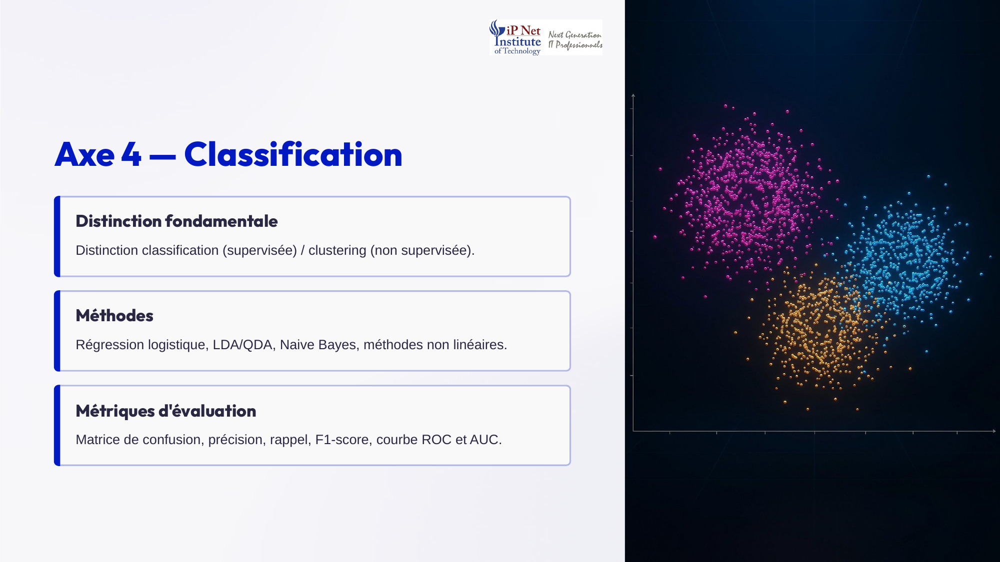 iP Net
Institute
of Technology
Next Generation
IT Professionnels
Axe 4 — Classification
Distinction fondamentale
Distinction classification (supervisée) / clustering (non supervisée).
Méthodes
Régression logistique, LDA/QDA, Naive Bayes, méthodes non linéaires.
Métriques d'évaluation
Matrice de confusion, précision, rappel, F1-score, courbe ROC et AUC.